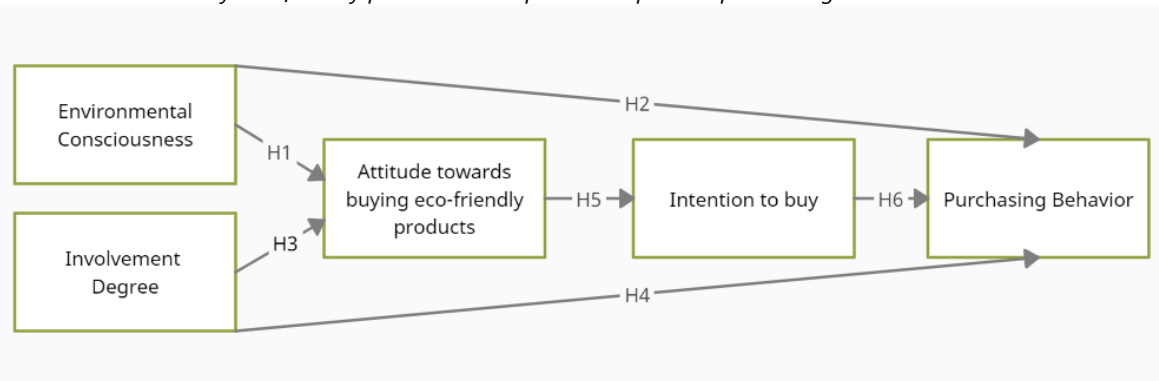 Environmental
Consciousness
H2
H1
Attitude towards
buying eco-friendly
products
H5
Intention to buy
H6
Purchasing Behavior
H3
Involvement
Degree
H4